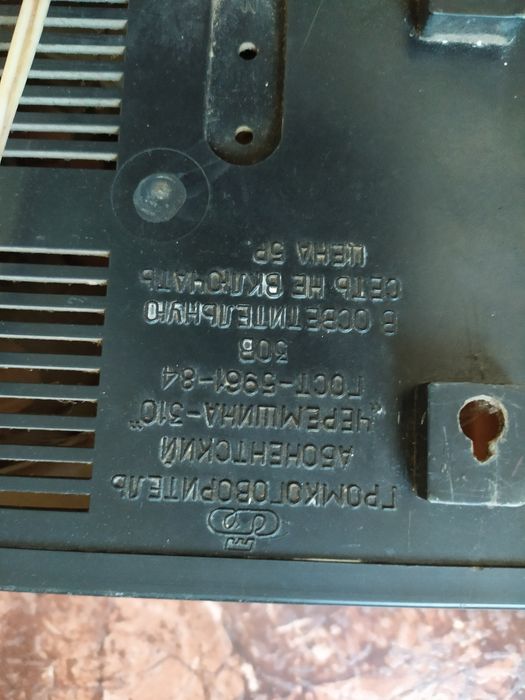 ГРОМКОГОВОРИТЕЛЬ
АБОНЕНТСКИЙ
"ЧЕРЕМШИНА-310"
ГОСТ-5961-84
30В
В ОСВЕТИТЕЛЬНУЮ
СЕТЬ НЕ ВКЛЮЧАТЬ
ЦЕНА 5Р